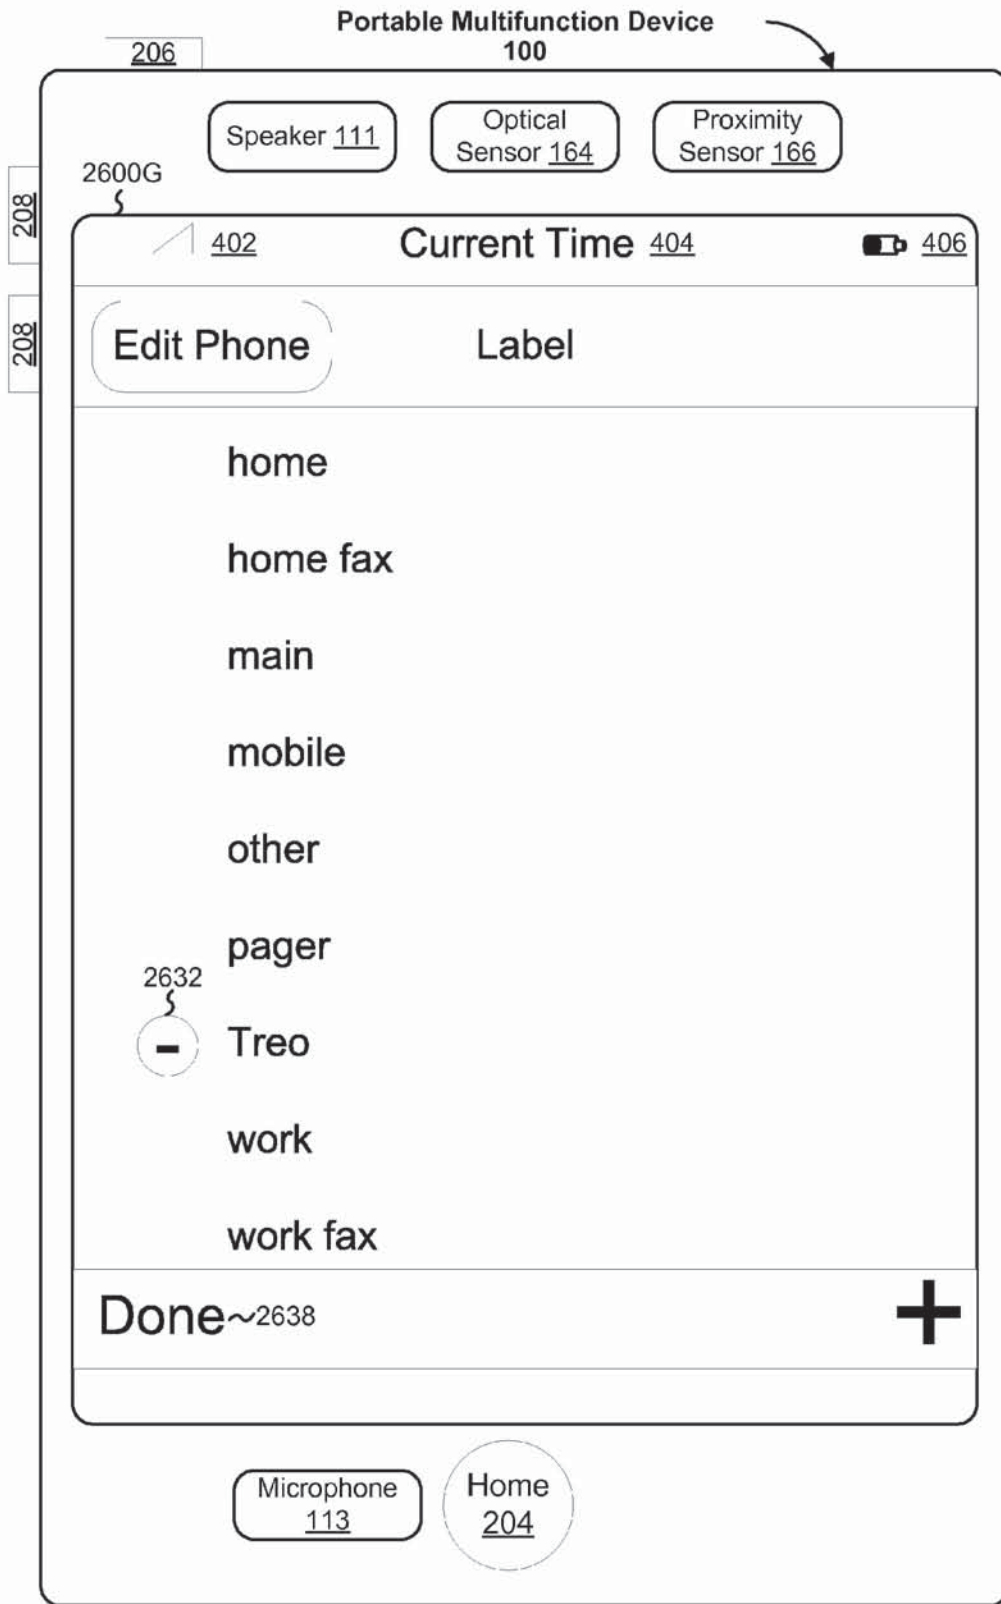 Portable Multifunction Device
100
206
Speaker 111
Optical
Sensor 164
Proximity
Sensor 166
2600G
208
402
Current Time 404
406
208
Edit Phone
Label
home
home fax
main
mobile
other
pager
2632
- Treo
work
work fax
Done~2638
+
Microphone
113
Home
204